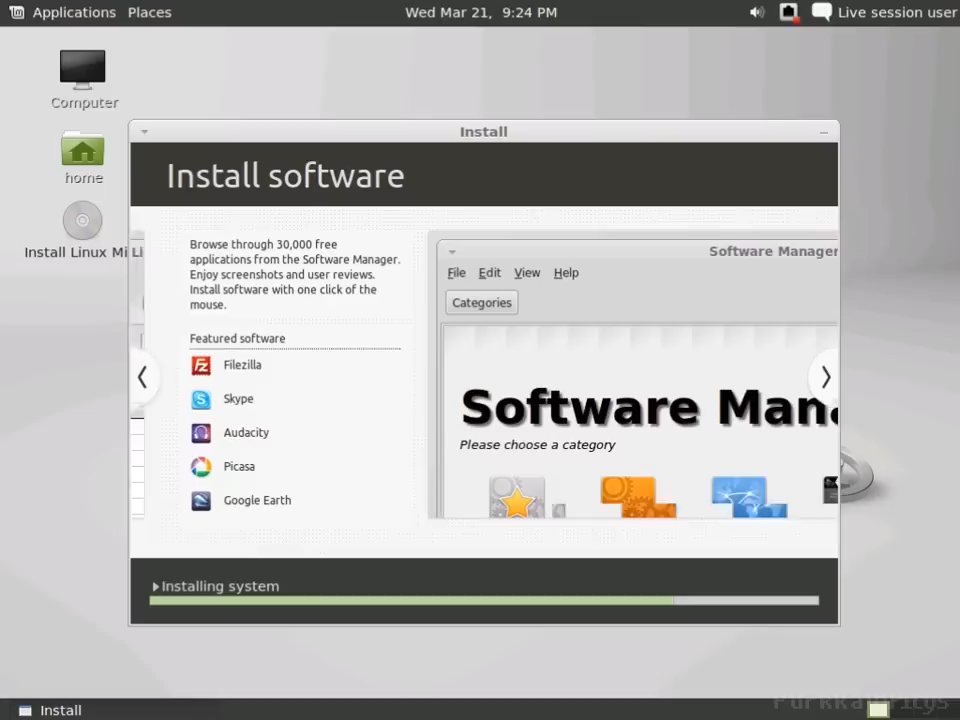 Applications Places
Wed Mar 21, 9:24 PM
Live session user
Computer
home
Install Linux Mi
Install
Install software
Browse through 30,000 free
applications from the Software Manager.
Enjoy screenshots and user reviews.
Install software with one click of the
mouse.
Featured software
Filezilla
Skype
Audacity
Picasa
Google Earth
Software Manager
File Edit View Help
Categories
Software Mana
Please choose a category
Installing system
Install